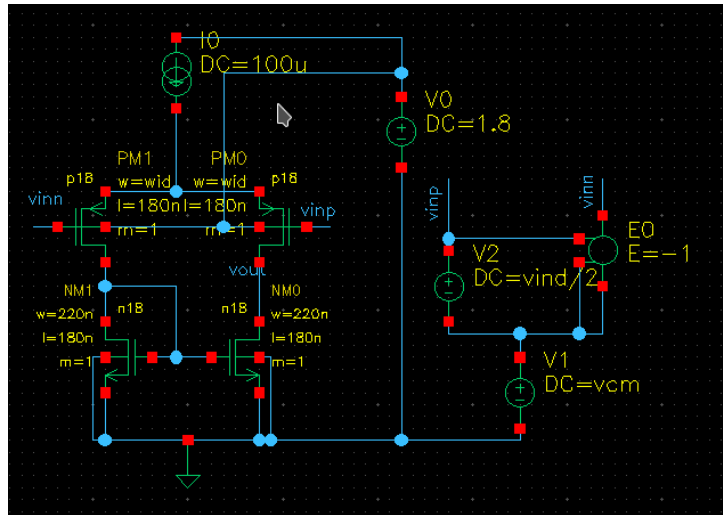 I0
DC=100u
V0
DC=1.8
PM1
PM0
p18
w=wid
w=wid
p18
vinn
l=180n
l=180n
vinp
m=1
m=1
vout
NM1
n18
n18
NM0
w=220n
w=220n
l=180n
l=180n
m=1
m=1
vinp
vinn
E0
E=-1
V2
DC=vind/2
V1
DC=vcm